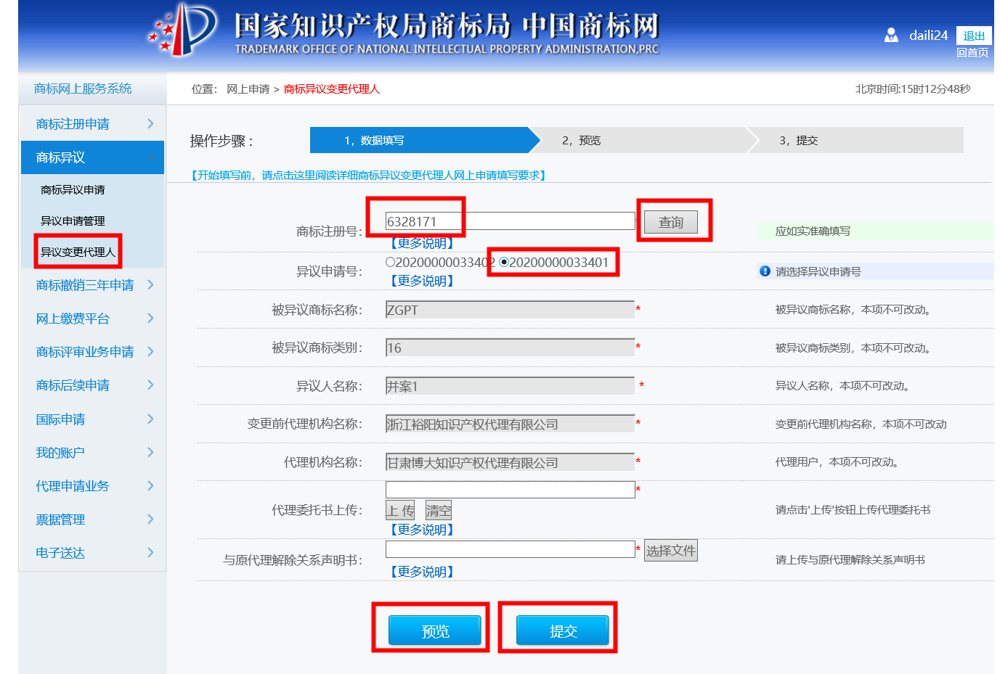 国家知识产权局商标局 中国商标网
TRADEMARK OFFICE OF NATIONAL INTELLECTUAL PROPERTY ADMINISTRATION,PRC
daili24 退出
回首页
商标网上服务系统
位置： 网上申请 > 商标异议变更代理人
北京时间:15时12分48秒
商标注册申请
商标异议
商标异议申请
异议申请管理
异议变更代理人
商标撤销三年申请
网上缴费平台
商标评审业务申请
商标后续申请
国际申请
我的账户
代理申请业务
票据管理
电子送达
操作步骤：
1，数据填写
2，预览
3，提交
【开始填写前，请点击这里阅读详细商标异议变更代理人网上申请填写要求】
商标注册号： 6328171 查询 应如实准确填写
【更多说明】
异议申请号： 20200000033402 20200000033401 请选择异议申请号
【更多说明】
被异议商标名称： ZGPT * 被异议商标名称，本项不可改动。
被异议商标类别： 16 * 被异议商标类别，本项不可改动。
异议人名称： 并案1 * 异议人名称，本项不可改动。
变更前代理机构名称： 浙江裕阳知识产权代理有限公司 * 变更前代理机构名称，本项不可改动
代理机构名称： 甘肃博大知识产权代理有限公司 * 代理用户，本项不可改动。
*
代理委托书上传： 上 传 清空 请点击'上传'按钮上传代理委托书
【更多说明】
与原代理解除关系声明书： * 选择文件 请上传与原代理解除关系声明书
【更多说明】
预览 提交